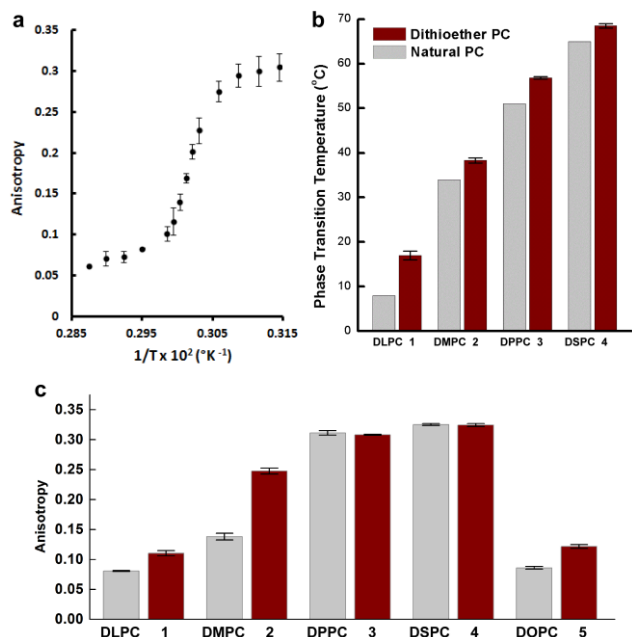 a
Anisotropy
0.35
0.3
0.25
0.2
0.15
0.1
0.05
0
0.285
0.295
0.305
0.315
1/T x 10² (°K⁻¹)
b
Phase Transition Temperature (°C)
70
60
50
40
30
20
10
0
Dithioether PC
Natural PC
DLPC 1
DMPC 2
DPPC 3
DSPC 4
c
Anisotropy
0.35
0.30
0.25
0.20
0.15
0.10
0.05
0.00
DLPC 1
DMPC 2
DPPC 3
DSPC 4
DOPC 5